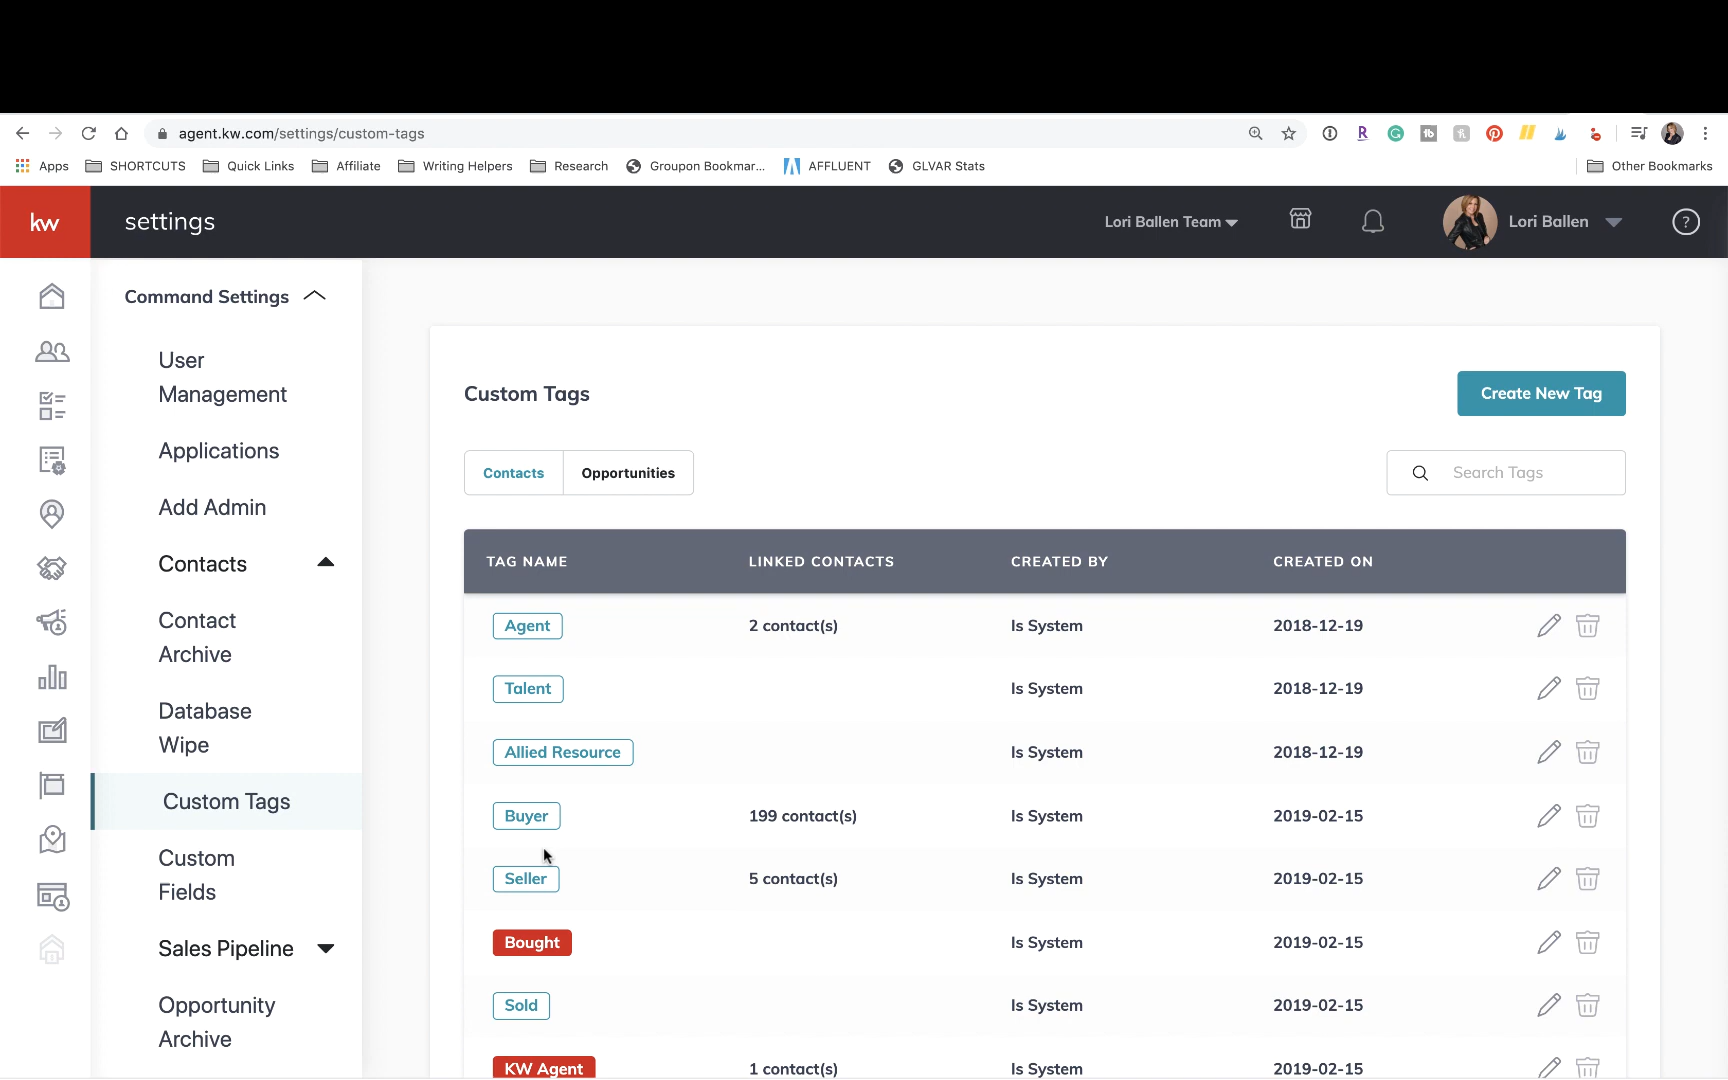 agent.kw.com/settings/custom-tags
Apps SHORTCUTS Quick Links Affiliate Writing Helpers Research Groupon Bookmar... AFFLUENT GLVAR Stats Other Bookmarks
kw settings Lori Ballen Team Lori Ballen ?
Command Settings
User
Management
Applications
Add Admin
Contacts
Contact
Archive
Database
Wipe
Custom Tags
Custom
Fields
Sales Pipeline
Opportunity
Archive
Custom Tags Create New Tag
Contacts Opportunities Search Tags
TAG NAME LINKED CONTACTS CREATED BY CREATED ON
Agent 2 contact(s) Is System 2018-12-19
Talent Is System 2018-12-19
Allied Resource Is System 2018-12-19
Buyer 199 contact(s) Is System 2019-02-15
Seller 5 contact(s) Is System 2019-02-15
Bought Is System 2019-02-15
Sold Is System 2019-02-15
KW Agent 1 contact(s) Is System 2019-02-15